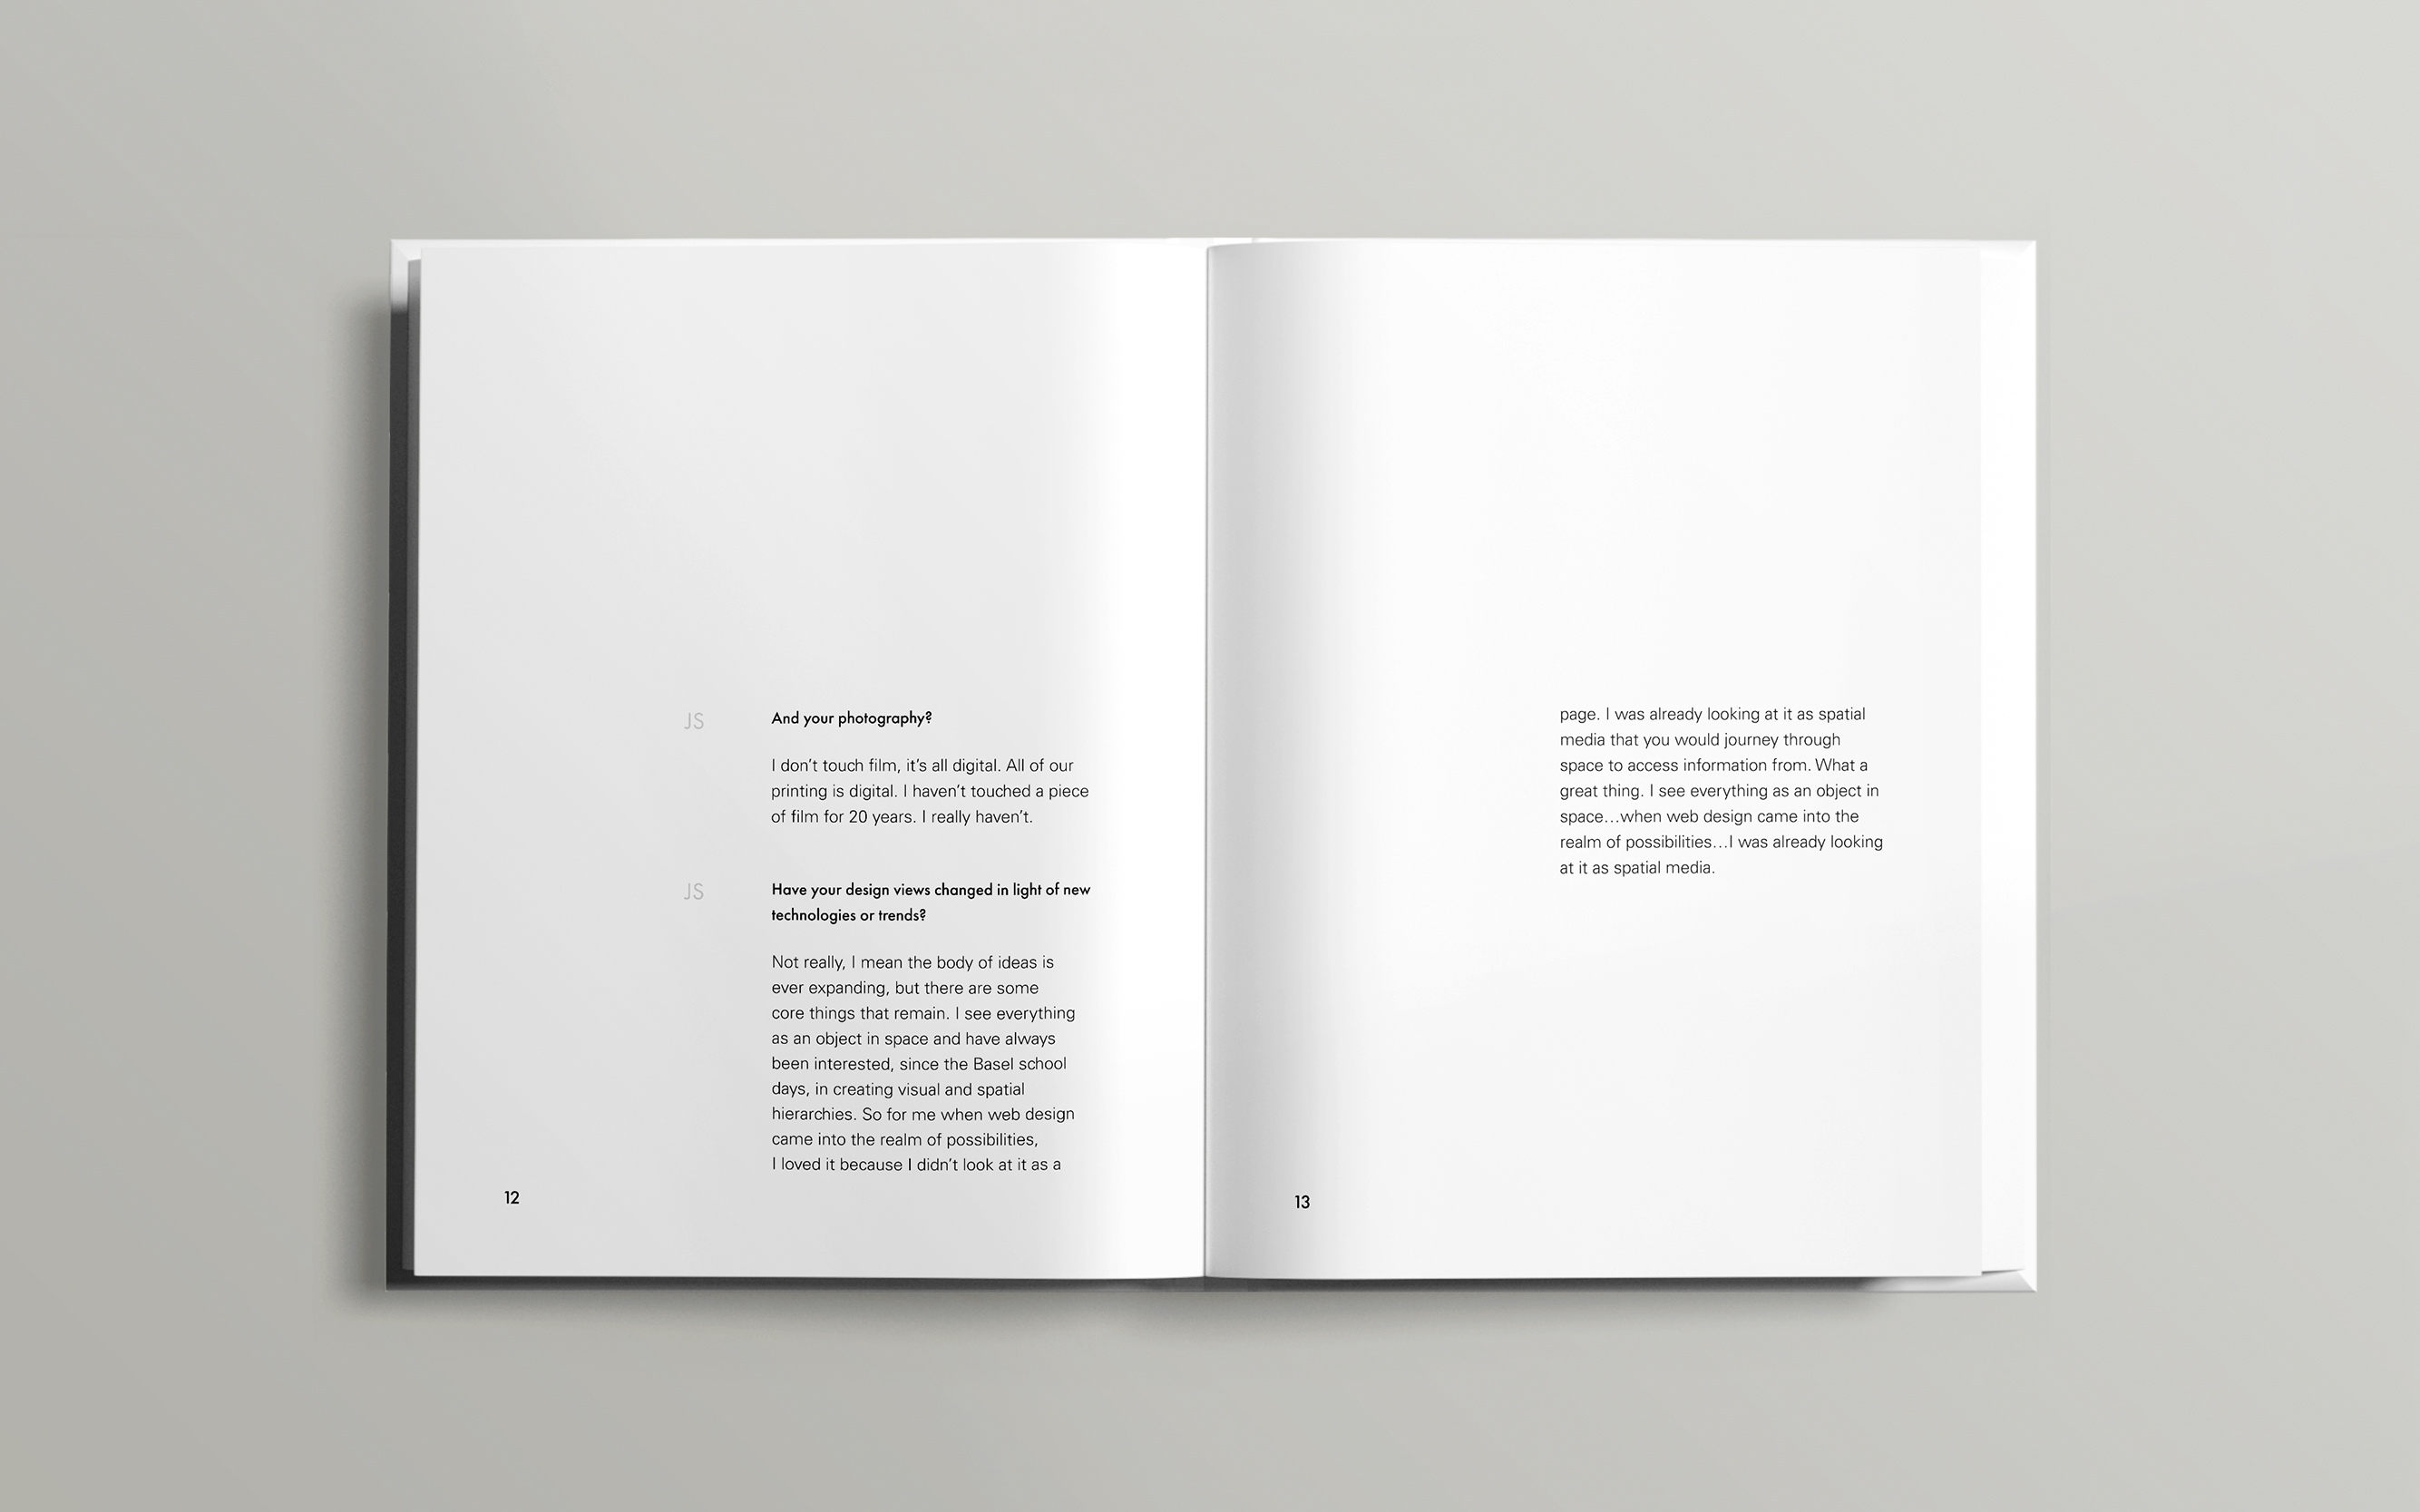 JS
And your photography?
I don't touch film, it's all digital. All of our
printing is digital. I haven't touched a piece
of film for 20 years. I really haven't.
JS
Have your design views changed in light of new
technologies or trends?
Not really, I mean the body of ideas is
ever expanding, but there are some
core things that remain. I see everything
as an object in space and have always
been interested, since the Basel school
days, in creating visual and spatial
hierarchies. So for me when web design
came into the realm of possibilities,
I loved it because I didn't look at it as a
12
page. I was already looking at it as spatial
media that you would journey through
space to access information from. What a
great thing. I see everything as an object in
space…when web design came into the
realm of possibilities…I was already looking
at it as spatial media.
13